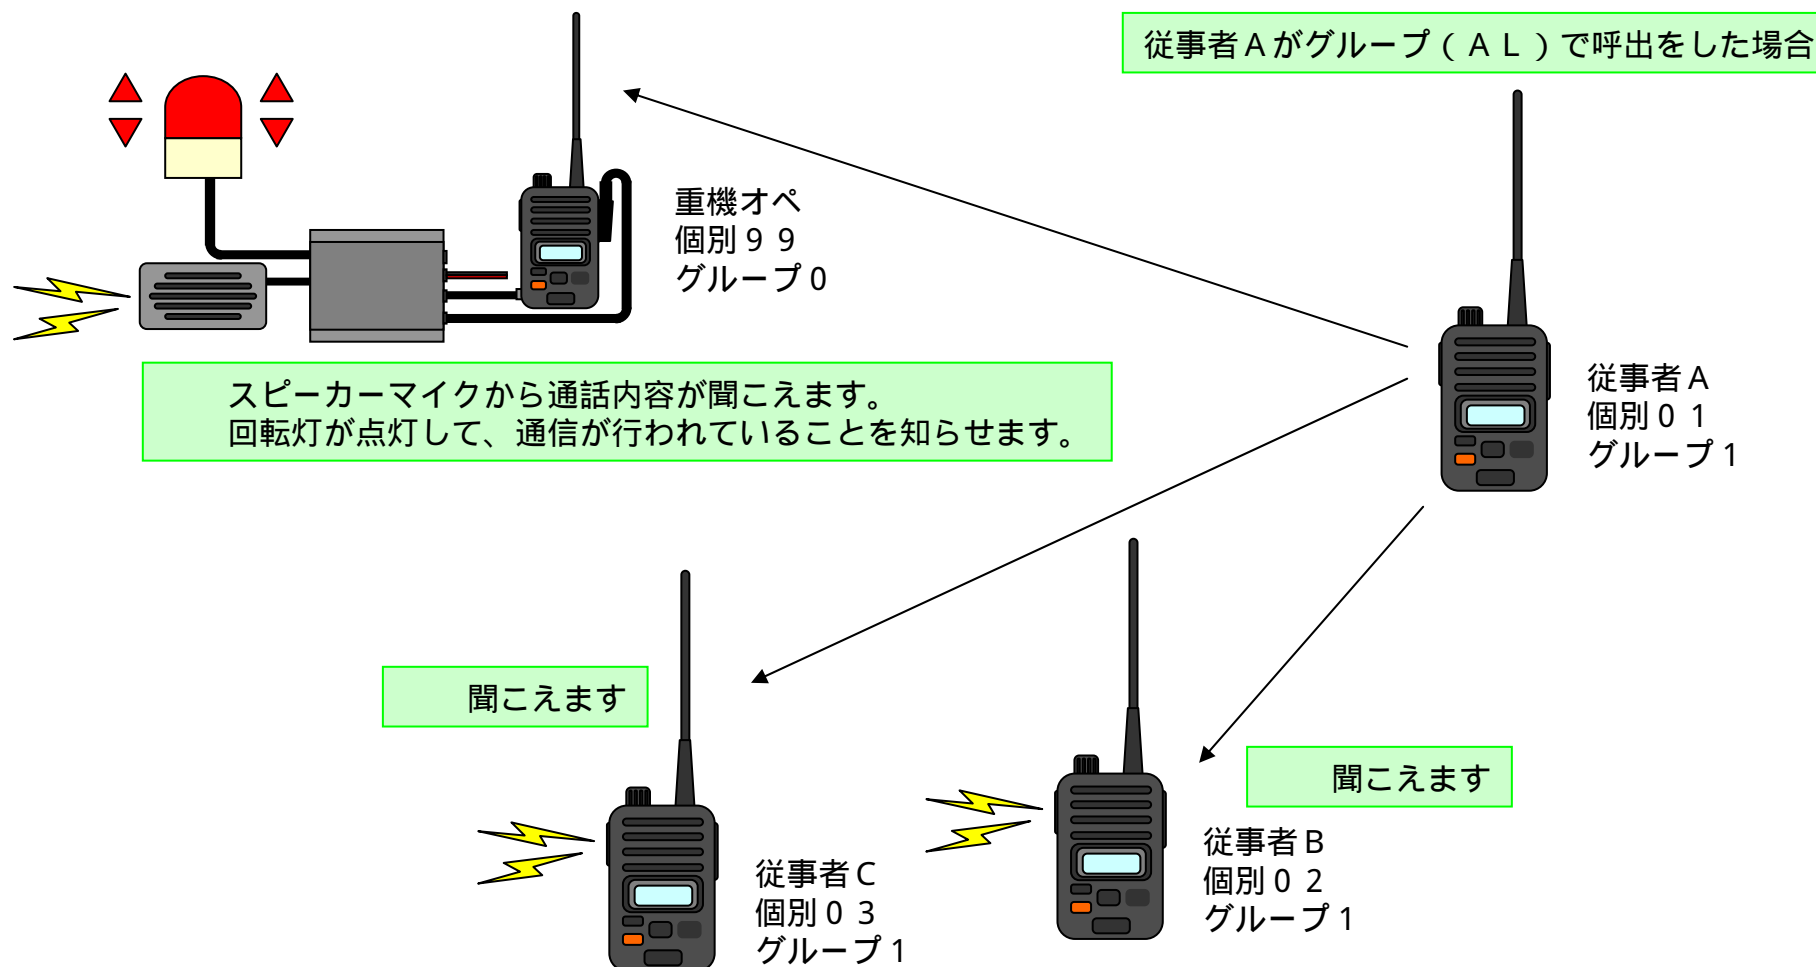 従事者Aがグループ(AL)で呼出をした場合
重機オペ
個別99
グループ0
スピーカーマイクから通話内容が聞こえます。
回転灯が点灯して、通信が行われていることを知らせます。
従事者A
個別01
グループ1
聞こえます
聞こえます
従事者B
個別02
グループ1
従事者C
個別03
グループ1